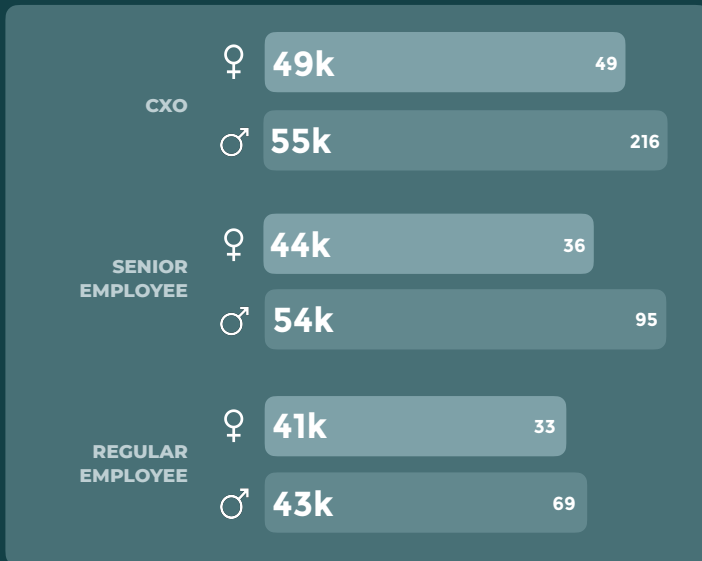 49k 49
CXO
55k 216
44k 36
SENIOR
EMPLOYEE
54k 95
41k 33
REGULAR
EMPLOYEE
43k 69